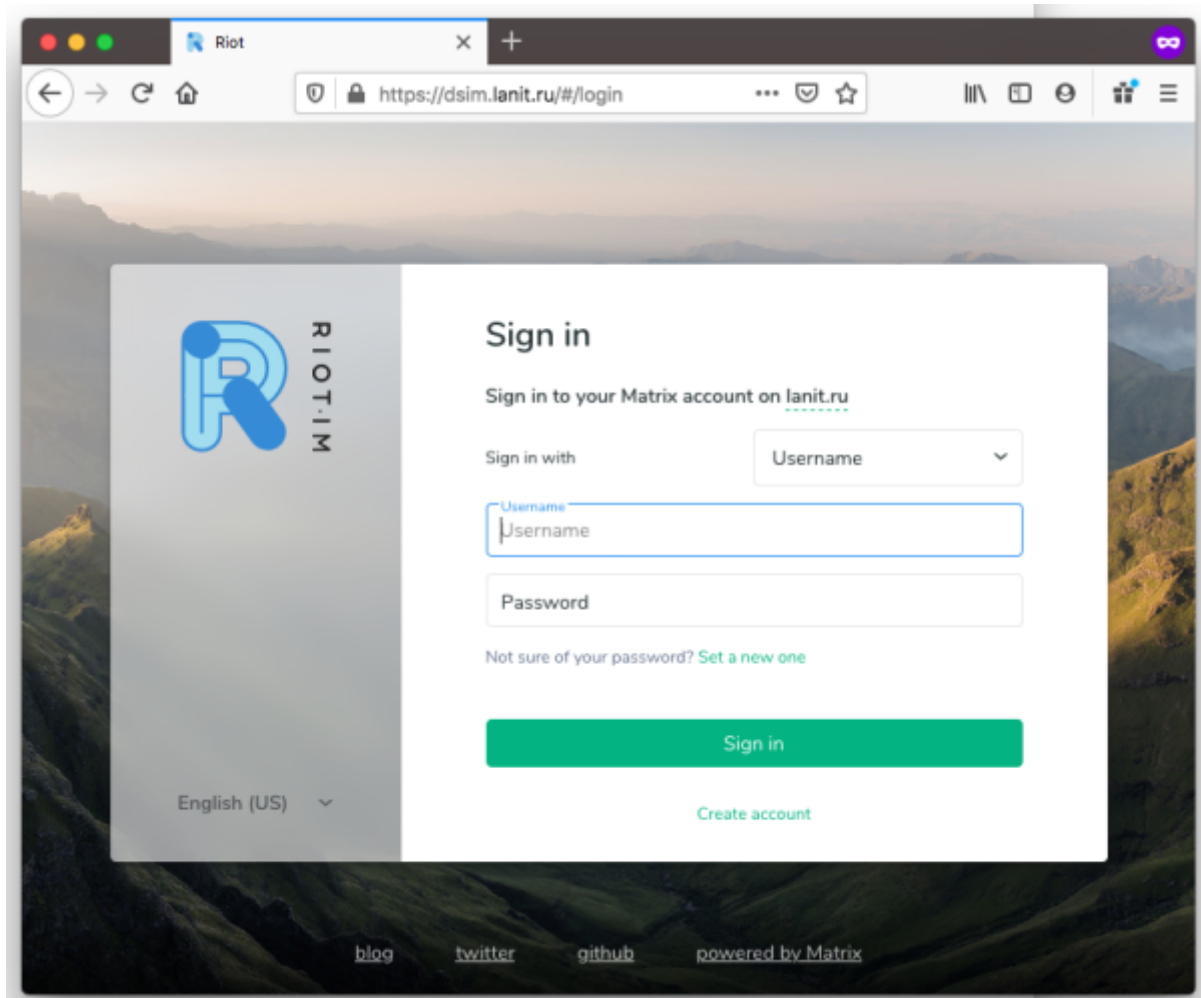 Riot
https://dsim.lanit.ru/#/login
RIOT·IM
Sign in
Sign in to your Matrix account on lanit.ru
Sign in with
Username
Username
Username
Password
Not sure of your password? Set a new one
Sign in
English (US)
Create account
blog twitter github powered by Matrix